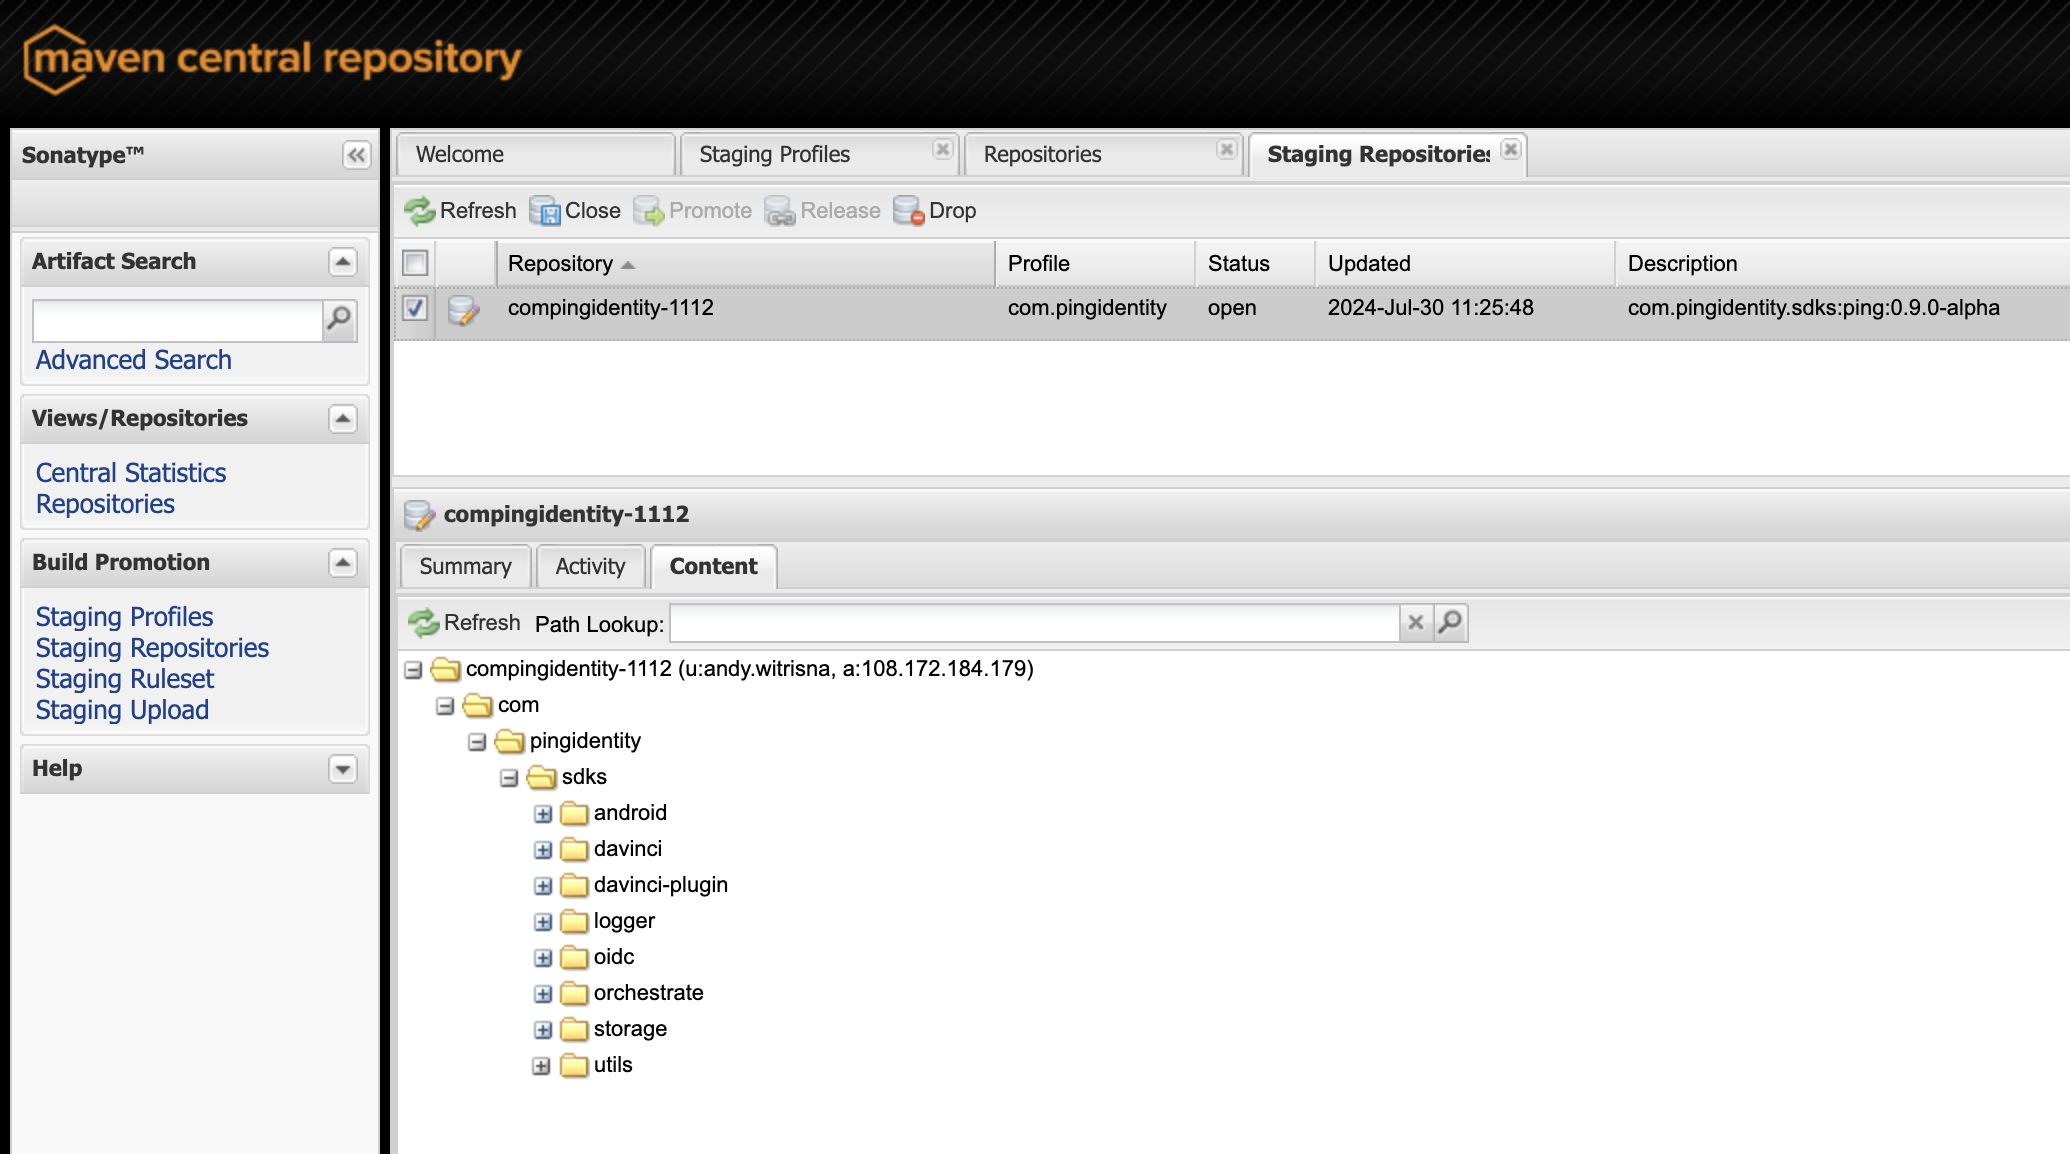 maven central repository
Sonatype™
Welcome
Staging Profiles
Repositories
Staging Repositories
Refresh
Close
Promote
Release
Drop
Artifact Search
Advanced Search
Views/Repositories
Central Statistics
Repositories
Build Promotion
Staging Profiles
Staging Repositories
Staging Ruleset
Staging Upload
Help
Repository Profile Status Updated Description
compingidentity-1112 com.pingidentity open 2024-Jul-30 11:25:48 com.pingidentity.sdks:ping:0.9.0-alpha
compingidentity-1112
Summary
Activity
Content
Refresh Path Lookup:
compingidentity-1112 (u:andy.witrisna, a:108.172.184.179)
com
pingidentity
sdks
android
davinci
davinci-plugin
logger
oidc
orchestrate
storage
utils